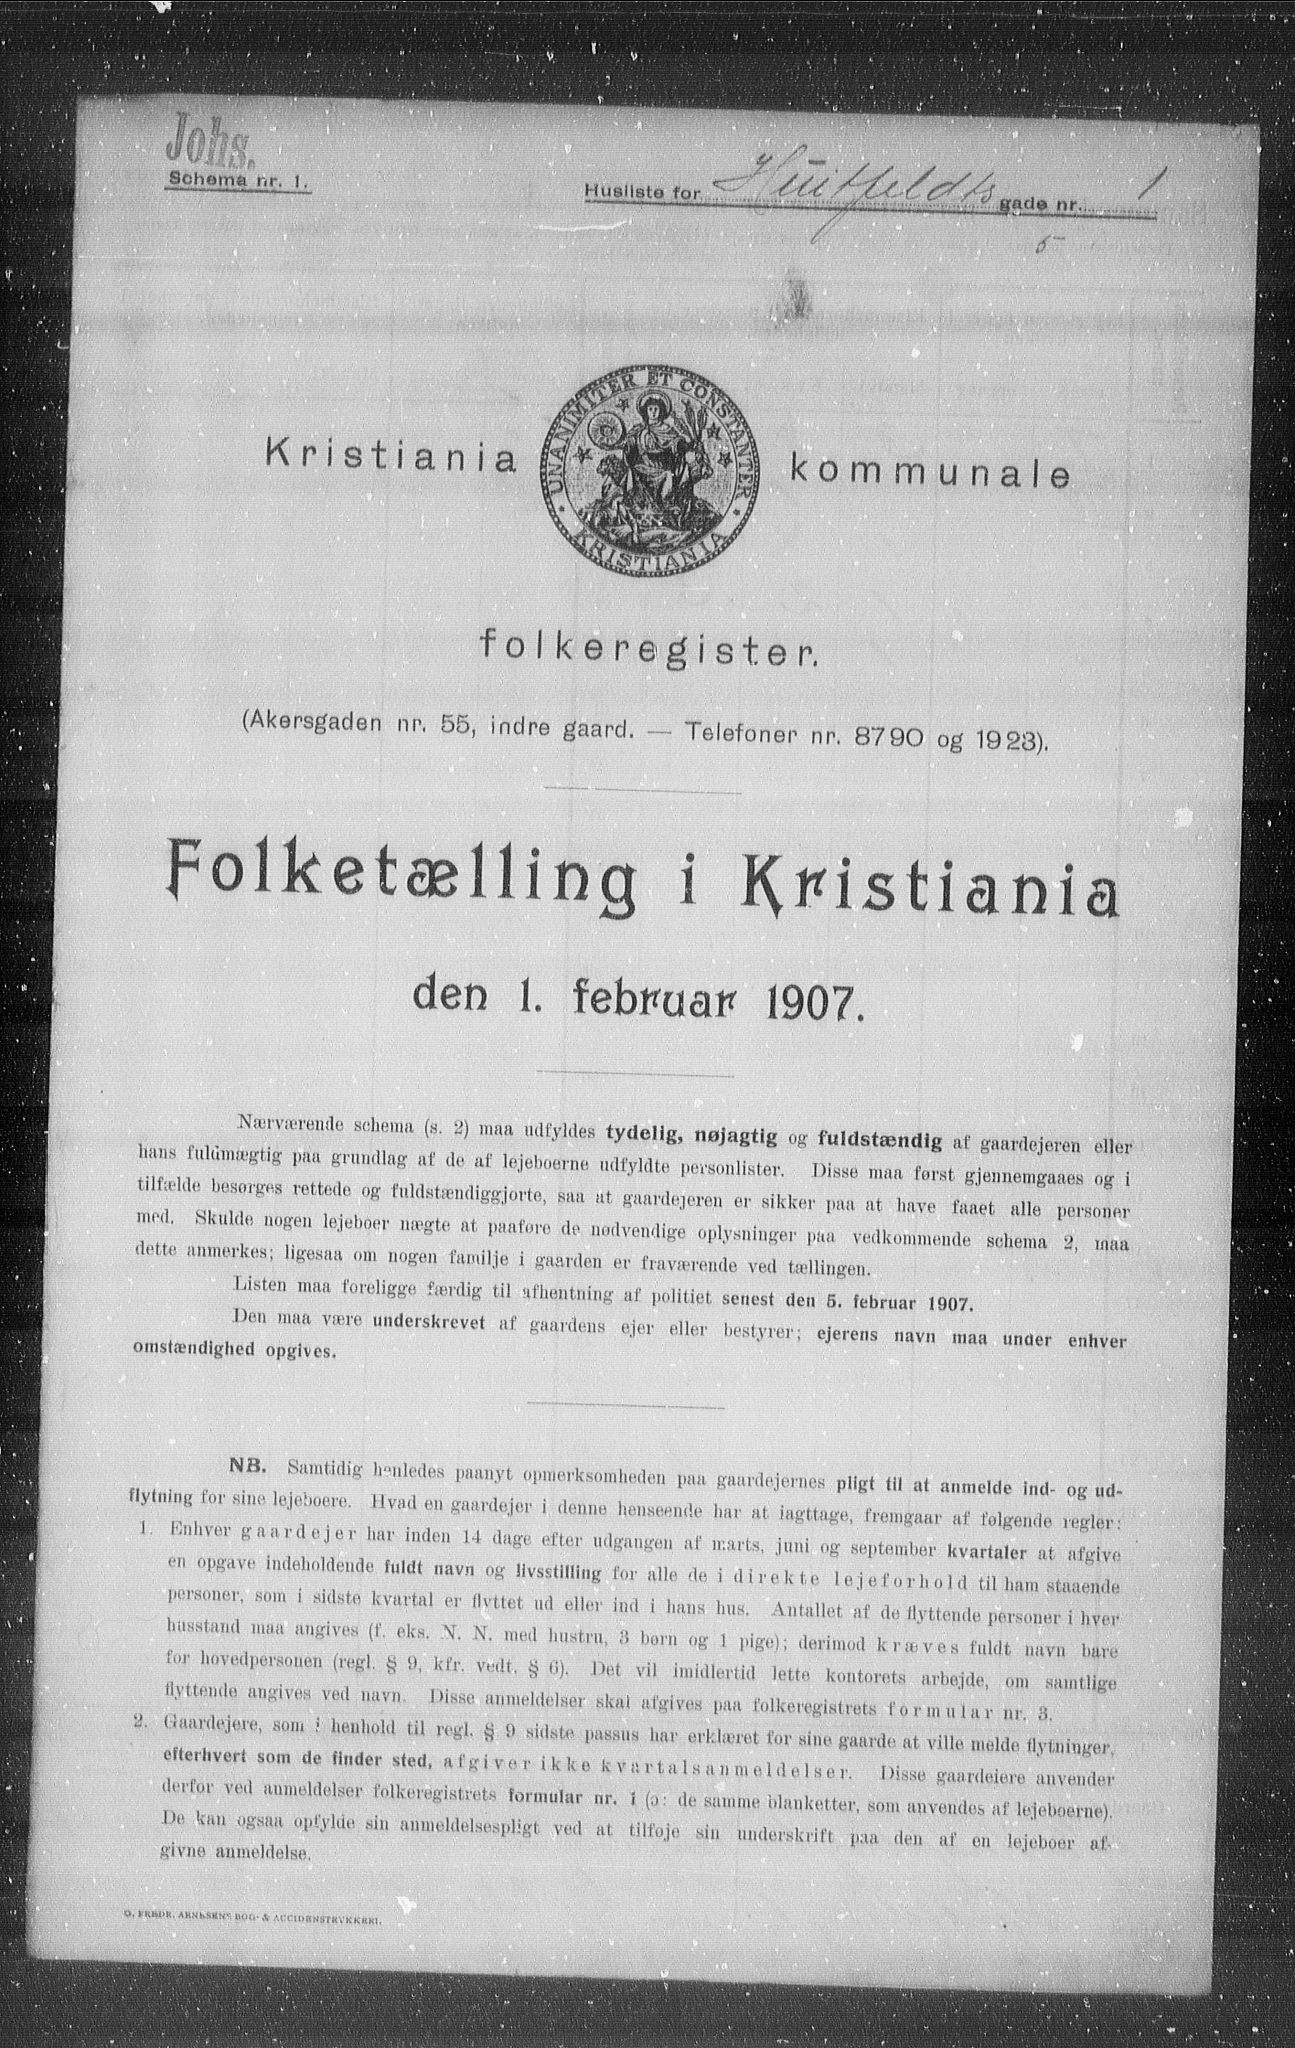 Johs.
Schema nr. 1.
Husliste for Huitfeldts gade nr. 1
5
UNANIMITER ET CONSTANTER
KRISTIANIA
Kristiania kommunale
folkeregister.
(Akersgaden nr. 55, indre gaard. — Telefoner nr. 8790 og 1923).
Folketælling i Kristiania
den 1. februar 1907.
Nærværende schema (s. 2) maa udfyldes tydelig, nøjagtig og fuldstændig af gaardejeren eller
hans fuldmægtig paa grundlag af de af lejeboerne udfyldte personlister. Disse maa først gjennemgaaes og i
tilfælde besørges rettede og fuldstændiggjorte, saa at gaardejeren er sikker paa at have faaet alle personer
med. Skulde nogen lejeboer nægte at paaføre de nødvendige oplysninger paa vedkommende schema 2, maa
dette anmerkes; ligesaa om nogen familje i gaarden er fraværende ved tællingen.
Listen maa foreligge færdig til afhentning af politiet senest den 5. februar 1907.
Den maa være underskrevet af gaardens ejer eller bestyrer; ejerens navn maa under enhver
omstændighed opgives.
NB. Samtidig henledes paanyt opmerksomheden paa gaardejernes pligt til at anmelde ind- og ud-
flytning for sine lejeboere. Hvad en gaardejer i denne henseende har at iagttage, fremgaar af følgende regler:
1. Enhver gaardejer har inden 14 dage efter udgangen af marts, juni og september kvartaler at afgive
en opgave indeholdende fuldt navn og livsstilling for alle de i direkte lejeforhold til ham staaende
personer, som i sidste kvartal er flyttet ud eller ind i hans hus. Antallet af de flyttende personer i hver
husstand maa angives (f. eks. N. N. med hustru, 3 børn og 1 pige); derimod kræves fuldt navn bare
for hovedpersonen (regl. § 9, kfr. vedt. § 6). Det vil imidlertid lette kontorets arbejde, om samtlige
flyttende angives ved navn. Disse anmeldelser skal afgives paa folkeregistrets formular nr. 3.
2. Gaardejere, som i henhold til regl. § 9 sidste passus har erklæret for sine gaarde at ville melde flytninger,
efterhvert som de finder sted, afgiver ikke kvartalsanmeldelser. Disse gaardeiere anvender
derfor ved anmeldelser folkeregistrets formular nr. 1 (ɔ: de samme blanketter, som anvendes af lejeboerne).
De kan ogsaa opfylde sin anmeldelsespligt ved at tilføje sin underskrift paa den af en lejeboer af-
givne anmeldelse.
O. FREDR. ARNESENS BOG- & ACCIDENSTRYKKERI.